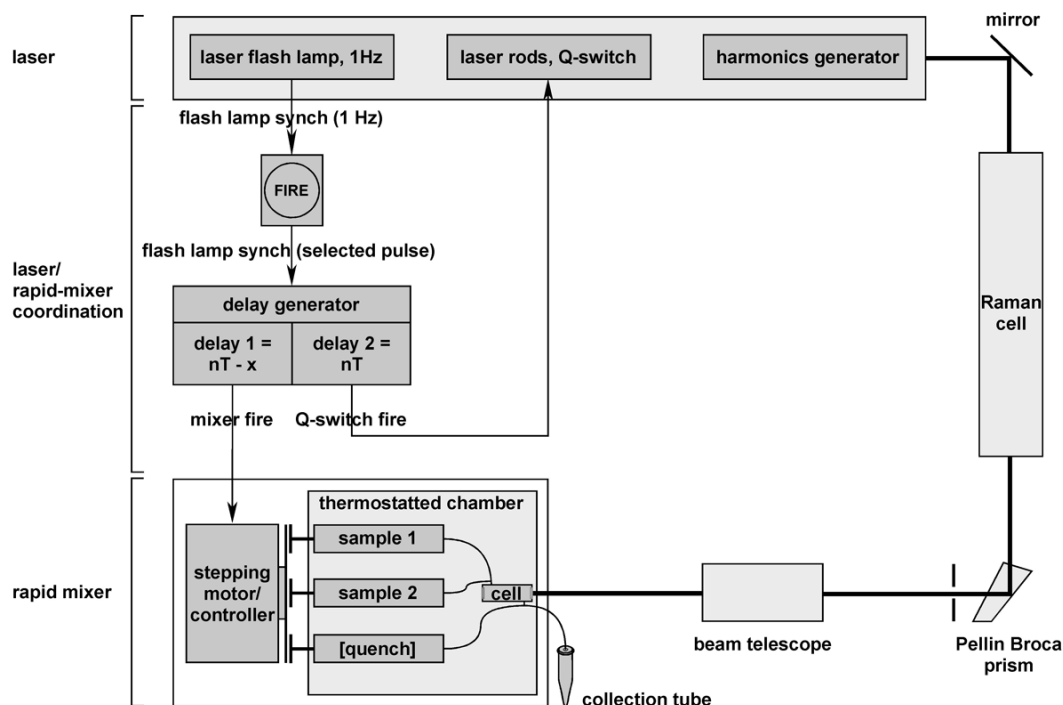 mirror
laser
laser flash lamp, 1Hz
laser rods, Q-switch
harmonics generator
flash lamp synch (1 Hz)
FIRE
flash lamp synch (selected pulse)
laser/
rapid-mixer
coordination
delay generator
delay 1 =
nT - x
delay 2 =
nT
Raman
cell
mixer fire
Q-switch fire
thermostatted chamber
sample 1
stepping
motor/
controller
rapid mixer
sample 2
cell
[quench]
beam telescope
Pellin Broca
prism
collection tube